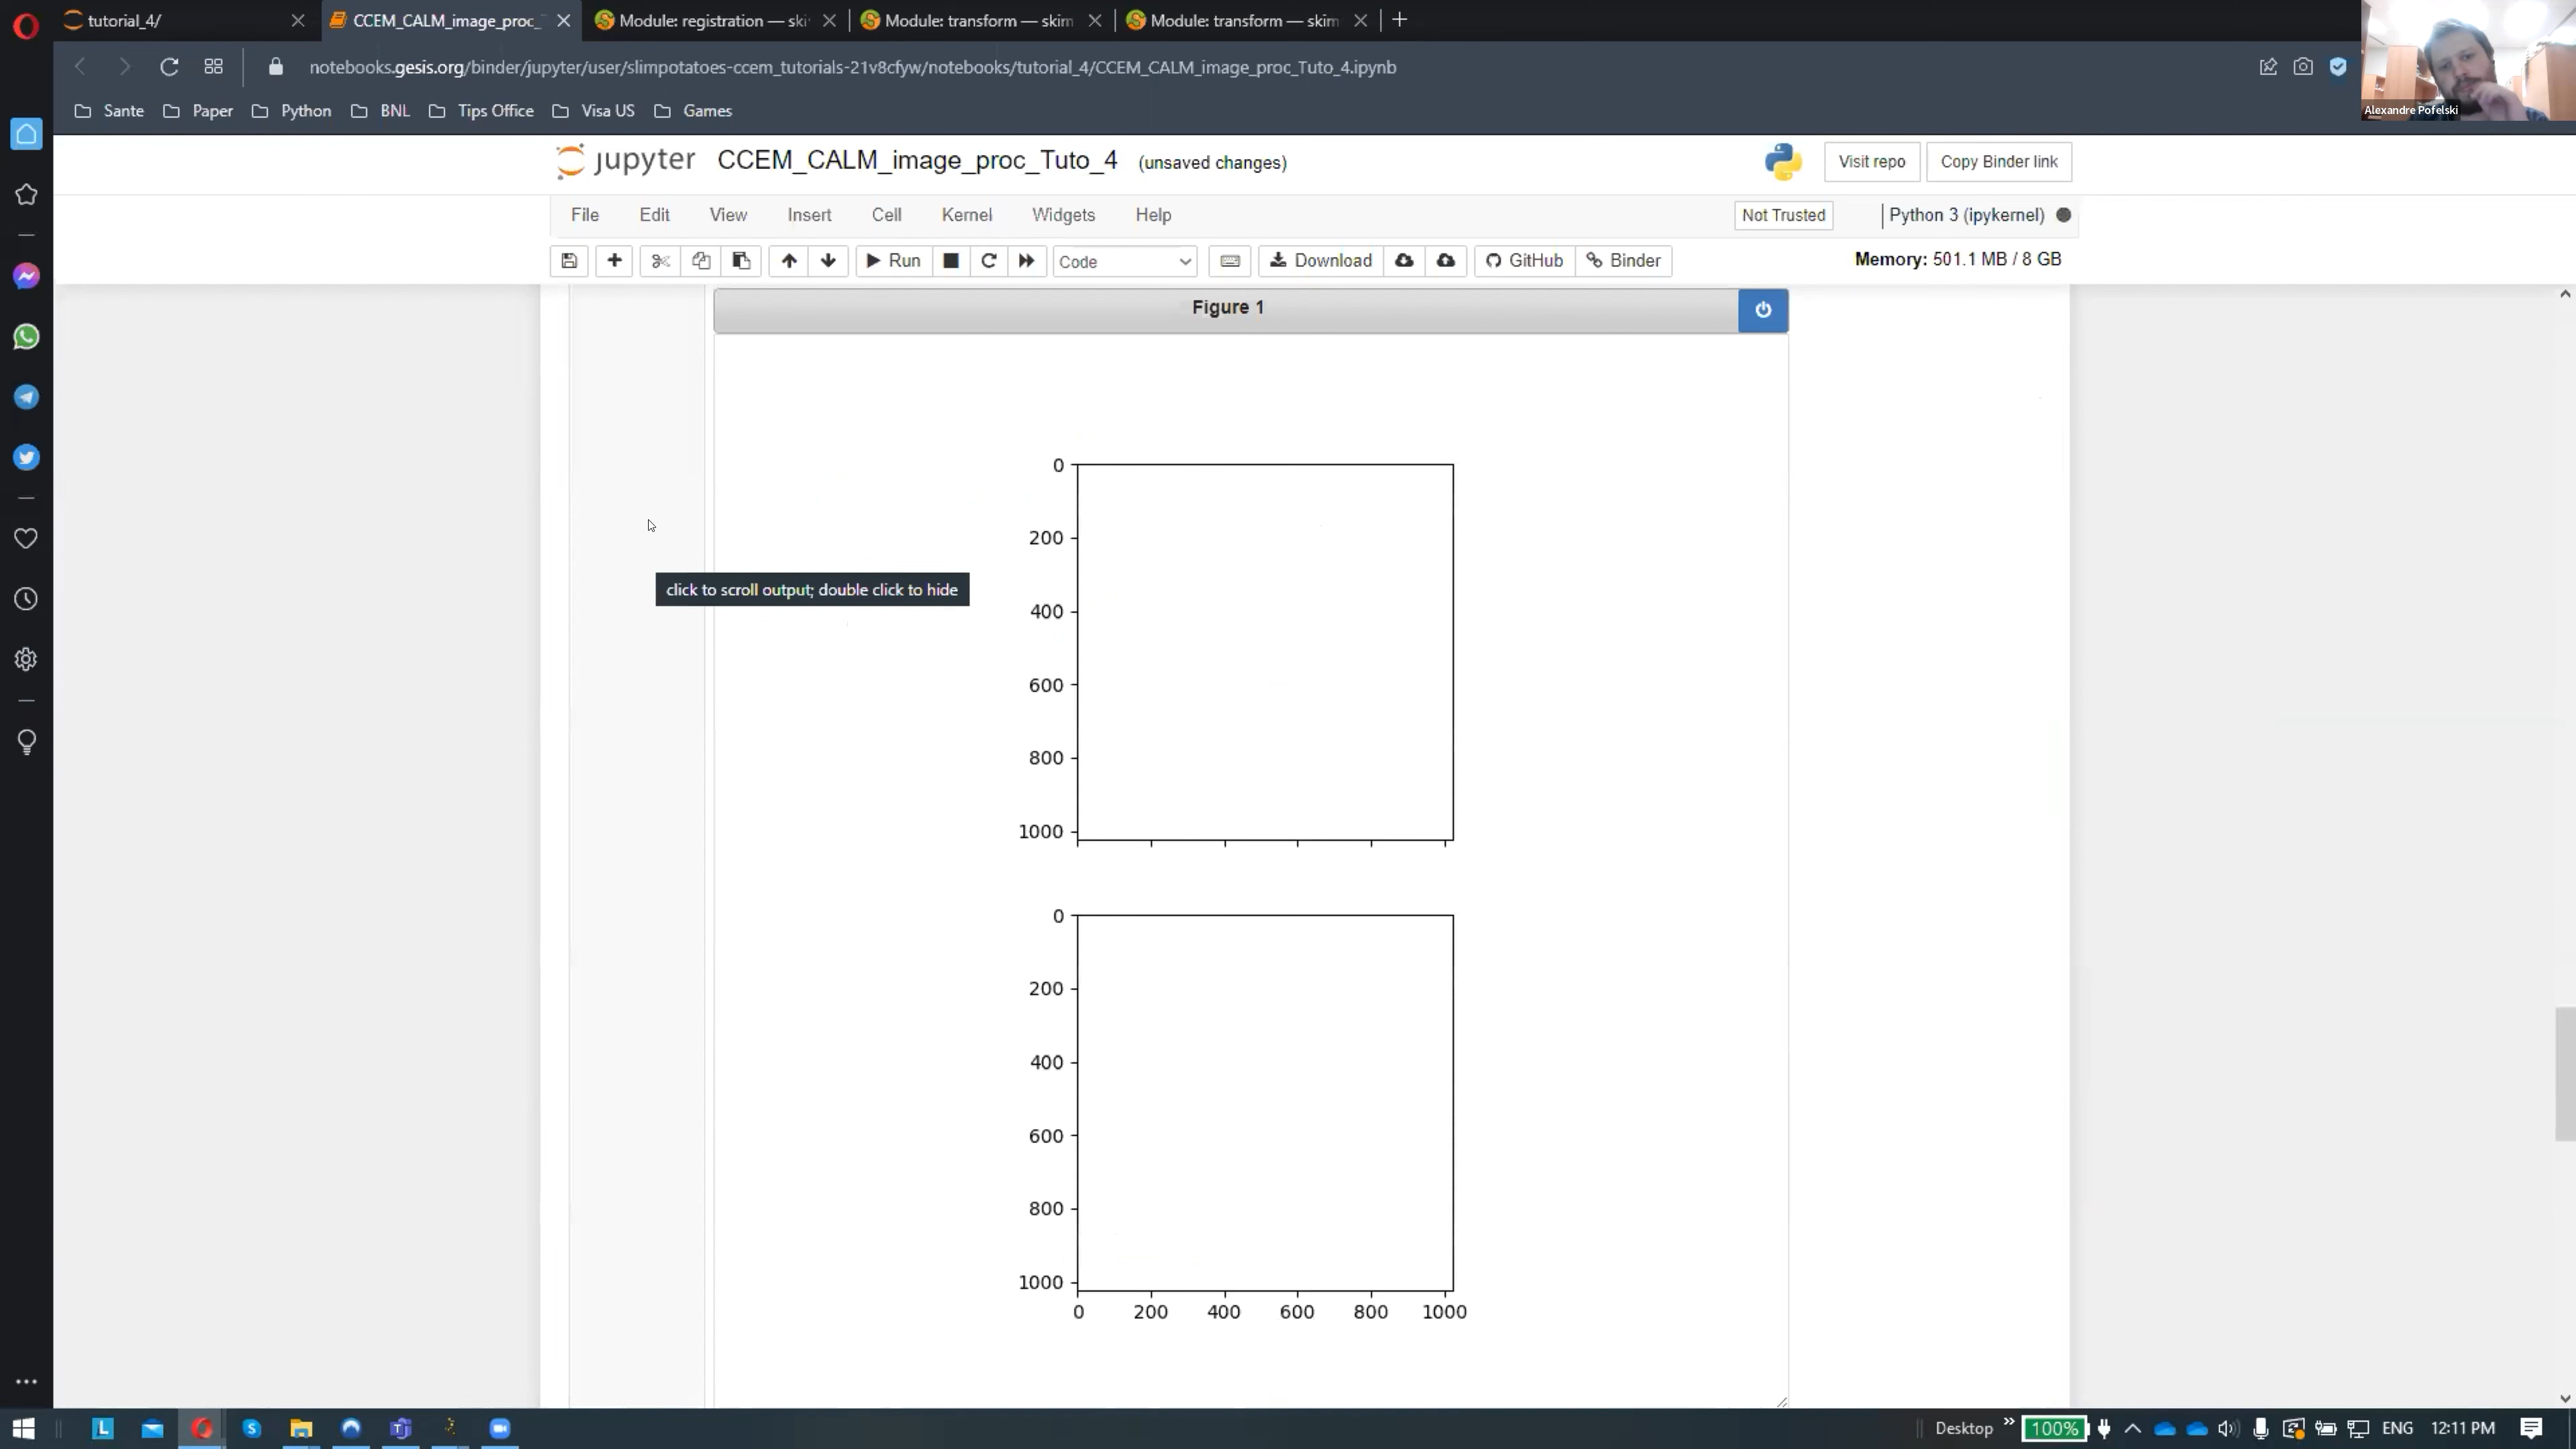 tutorial_4/
CCEM_CALM_image_proc_
Module: registration — ski
Module: transform — skim
Module: transform — skim
notebooks.gesis.org/binder/jupyter/user/slimpotatoes-ccem_tutorials-21v8cfyw/notebooks/tutorial_4/CCEM_CALM_image_proc_Tuto_4.ipynb
Alexandre Pofelski
Sante Paper Python BNL Tips Office Visa US Games
jupyter CCEM_CALM_image_proc_Tuto_4 (unsaved changes)
Visit repo Copy Binder link
File Edit View Insert Cell Kernel Widgets Help
Not Trusted Python 3 (ipykernel)
Run Code Download GitHub Binder
Memory: 501.1 MB / 8 GB
Figure 1
0
200
400
600
800
1000
click to scroll output; double click to hide
0
200
400
600
800
1000
0 200 400 600 800 1000
Desktop 100% ENG 12:11 PM